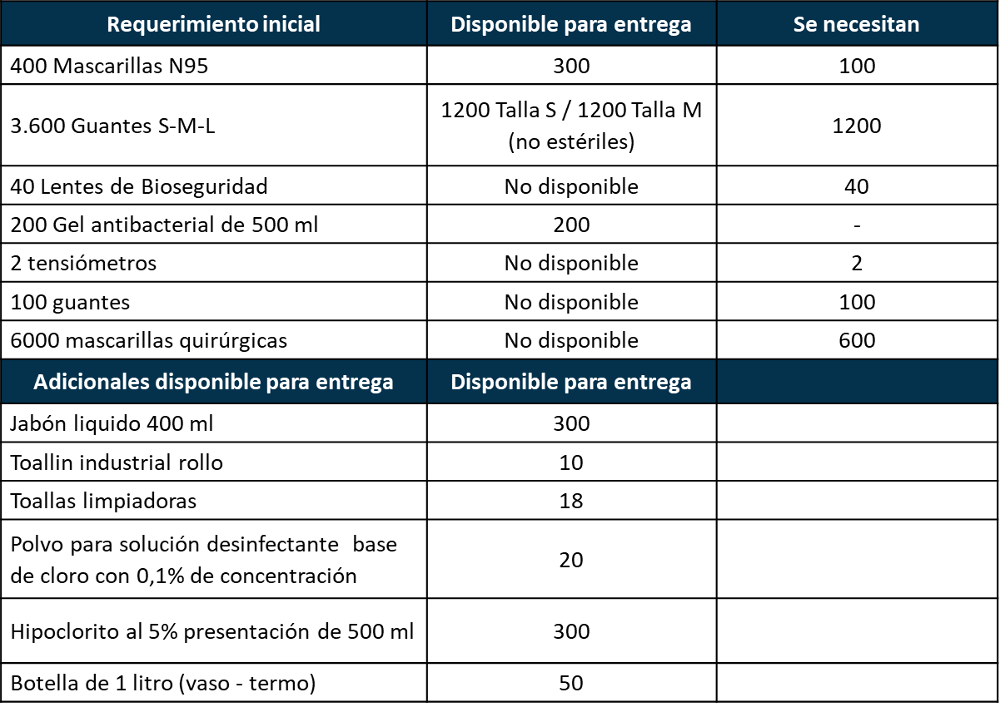 Requerimiento inicial Disponible para entrega Se necesitan
400 Mascarillas N95 300 100
3.600 Guantes S-M-L 1200 Talla S / 1200 Talla M (no estériles) 1200
40 Lentes de Bioseguridad No disponible 40
200 Gel antibacterial de 500 ml 200 -
2 tensiómetros No disponible 2
100 guantes No disponible 100
6000 mascarillas quirúrgicas No disponible 600
Adicionales disponible para entrega Disponible para entrega
Jabón liquido 400 ml 300
Toallin industrial rollo 10
Toallas limpiadoras 18
Polvo para solución desinfectante base
de cloro con 0,1% de concentración 20
Hipoclorito al 5% presentación de 500 ml 300
Botella de 1 litro (vaso - termo) 50